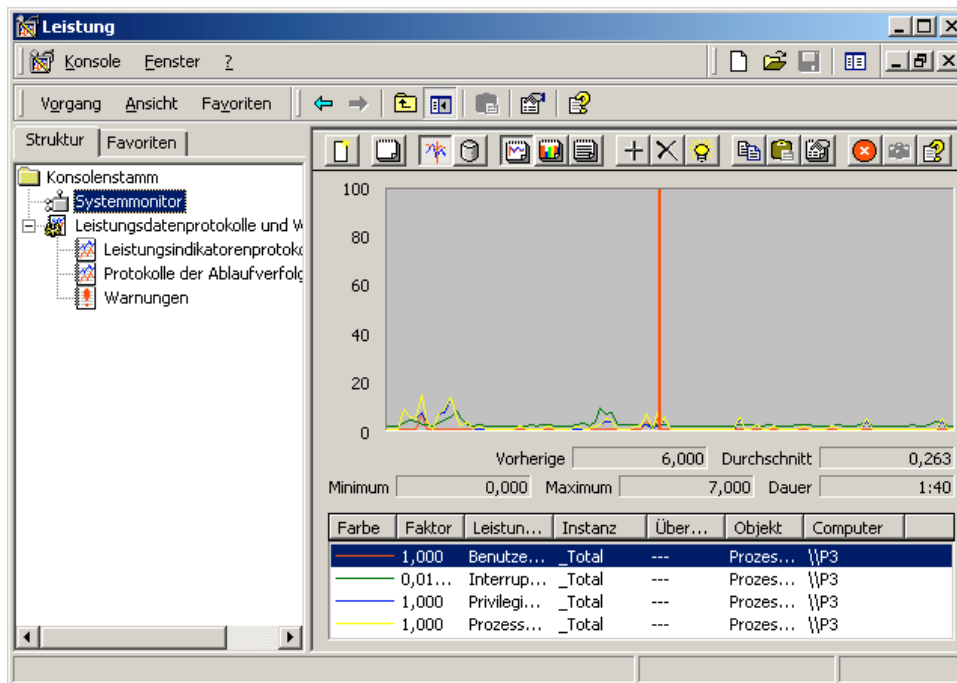 Leistung
Konsole Fenster ?
Vorgang Ansicht Favoriten
Struktur Favoriten
Konsolenstamm
Systemmonitor
Leistungsdatenprotokolle und W
Leistungsindikatorenprotoko
Protokolle der Ablaufverfolg
Warnungen
100
80
60
40
20
0
Vorherige 6,000 Durchschnitt 0,263
Minimum 0,000 Maximum 7,000 Dauer 1:40
Farbe Faktor Leistun... Instanz Über... Objekt Computer
1,000 Benutze... _Total --- Prozes... \\P3
0,01... Interrup... _Total --- Prozes... \\P3
1,000 Privilegi... _Total --- Prozes... \\P3
1,000 Prozess... _Total --- Prozes... \\P3